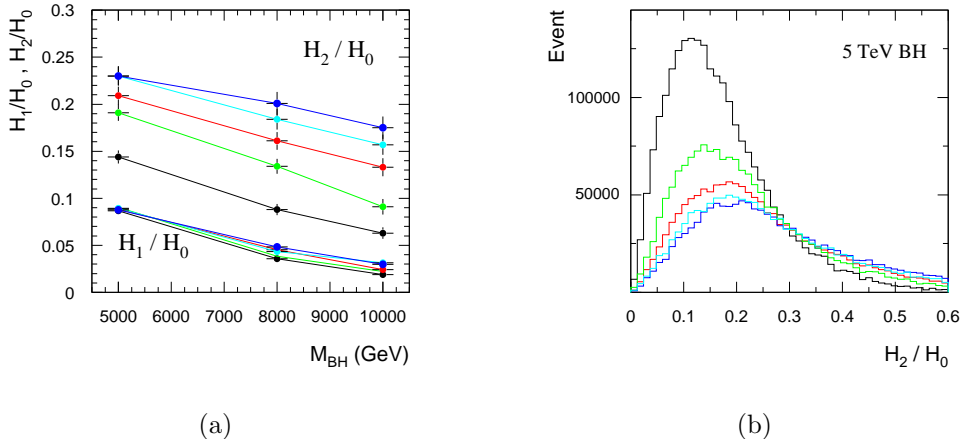 H1/H0 , H2/H0
0.3
0.25
0.2
0.15
0.1
0.05
0
H2 / H0
H1 / H0
5000 6000 7000 8000 9000 10000
MBH (GeV)
(a)
Event
5 TeV BH
125000
50000
0 0.1 0.2 0.3 0.4 0.5 0.6
H2 / H0
(b)